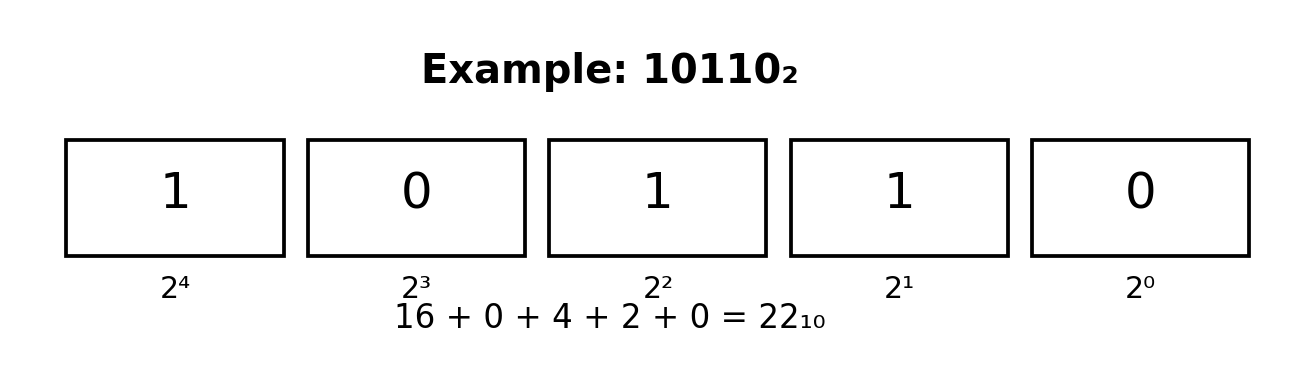 Example: 10110₂
1 0 1 1 0
2⁴ 2³ 2² 2¹ 2⁰
16 + 0 + 4 + 2 + 0 = 22₁₀